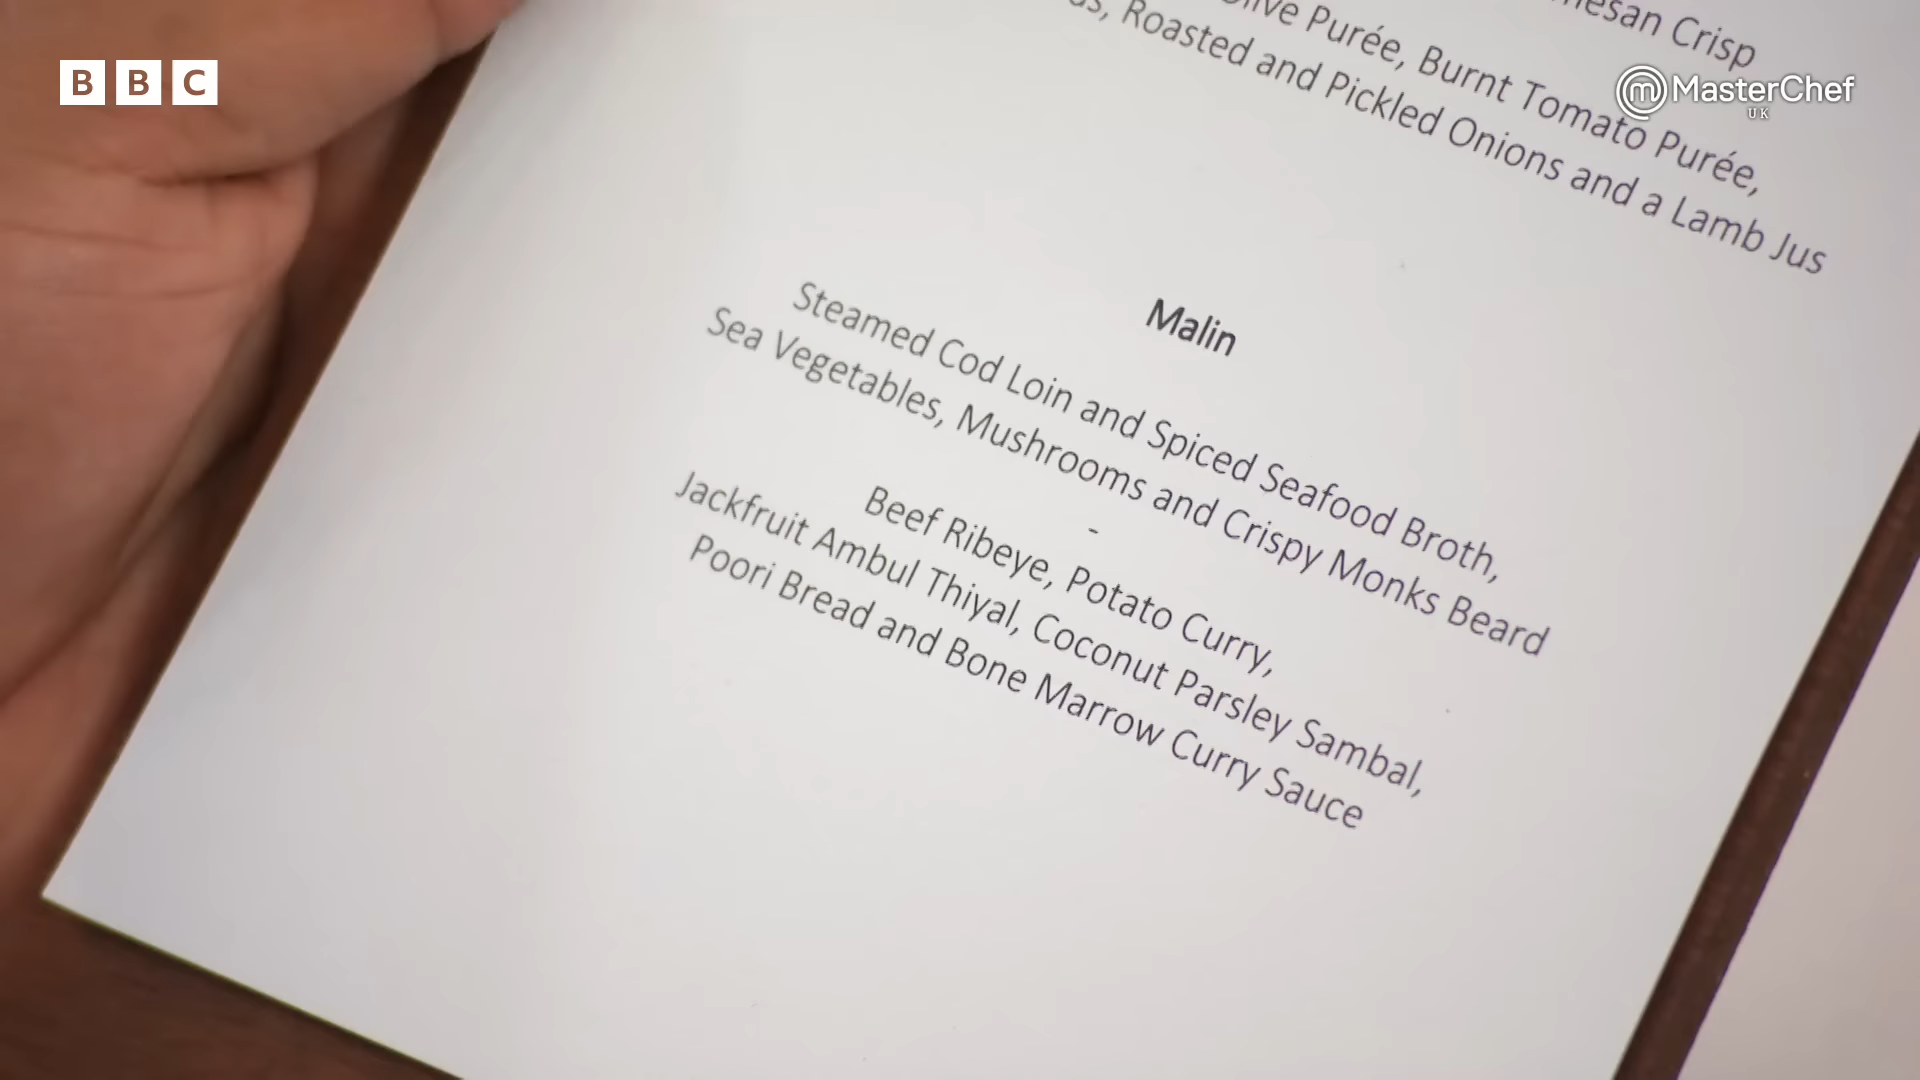 BBC
MasterChef
UK
Crisp
Purée, Burnt Tomato Purée,
Roasted and Pickled Onions and a Lamb Jus
Malin
Steamed Cod Loin and Spiced Seafood Broth,
Sea Vegetables, Mushrooms and Crispy Monks Beard
-
Beef Ribeye, Potato Curry,
Jackfruit Ambul Thiyal, Coconut Parsley Sambal,
Poori Bread and Bone Marrow Curry Sauce